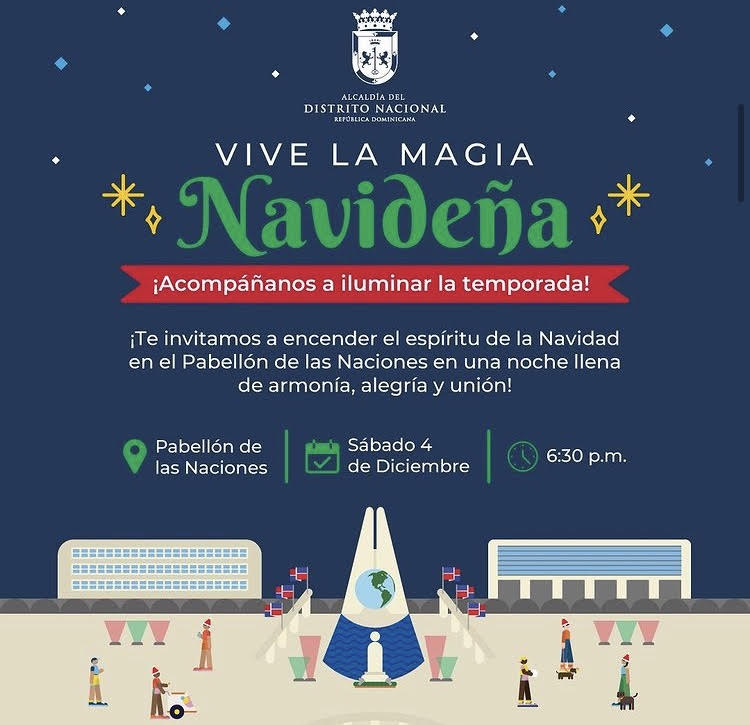 ALCALDÍA DEL
DISTRITO NACIONAL
REPÚBLICA DOMINICANA
VIVE LA MAGIA
Navideña
¡Acompáñanos a iluminar la temporada!
¡Te invitamos a encender el espíritu de la Navidad
en el Pabellón de las Naciones en una noche llena
de armonía, alegría y unión!
Pabellón de
las Naciones
Sábado 4
de Diciembre
6:30 p.m.